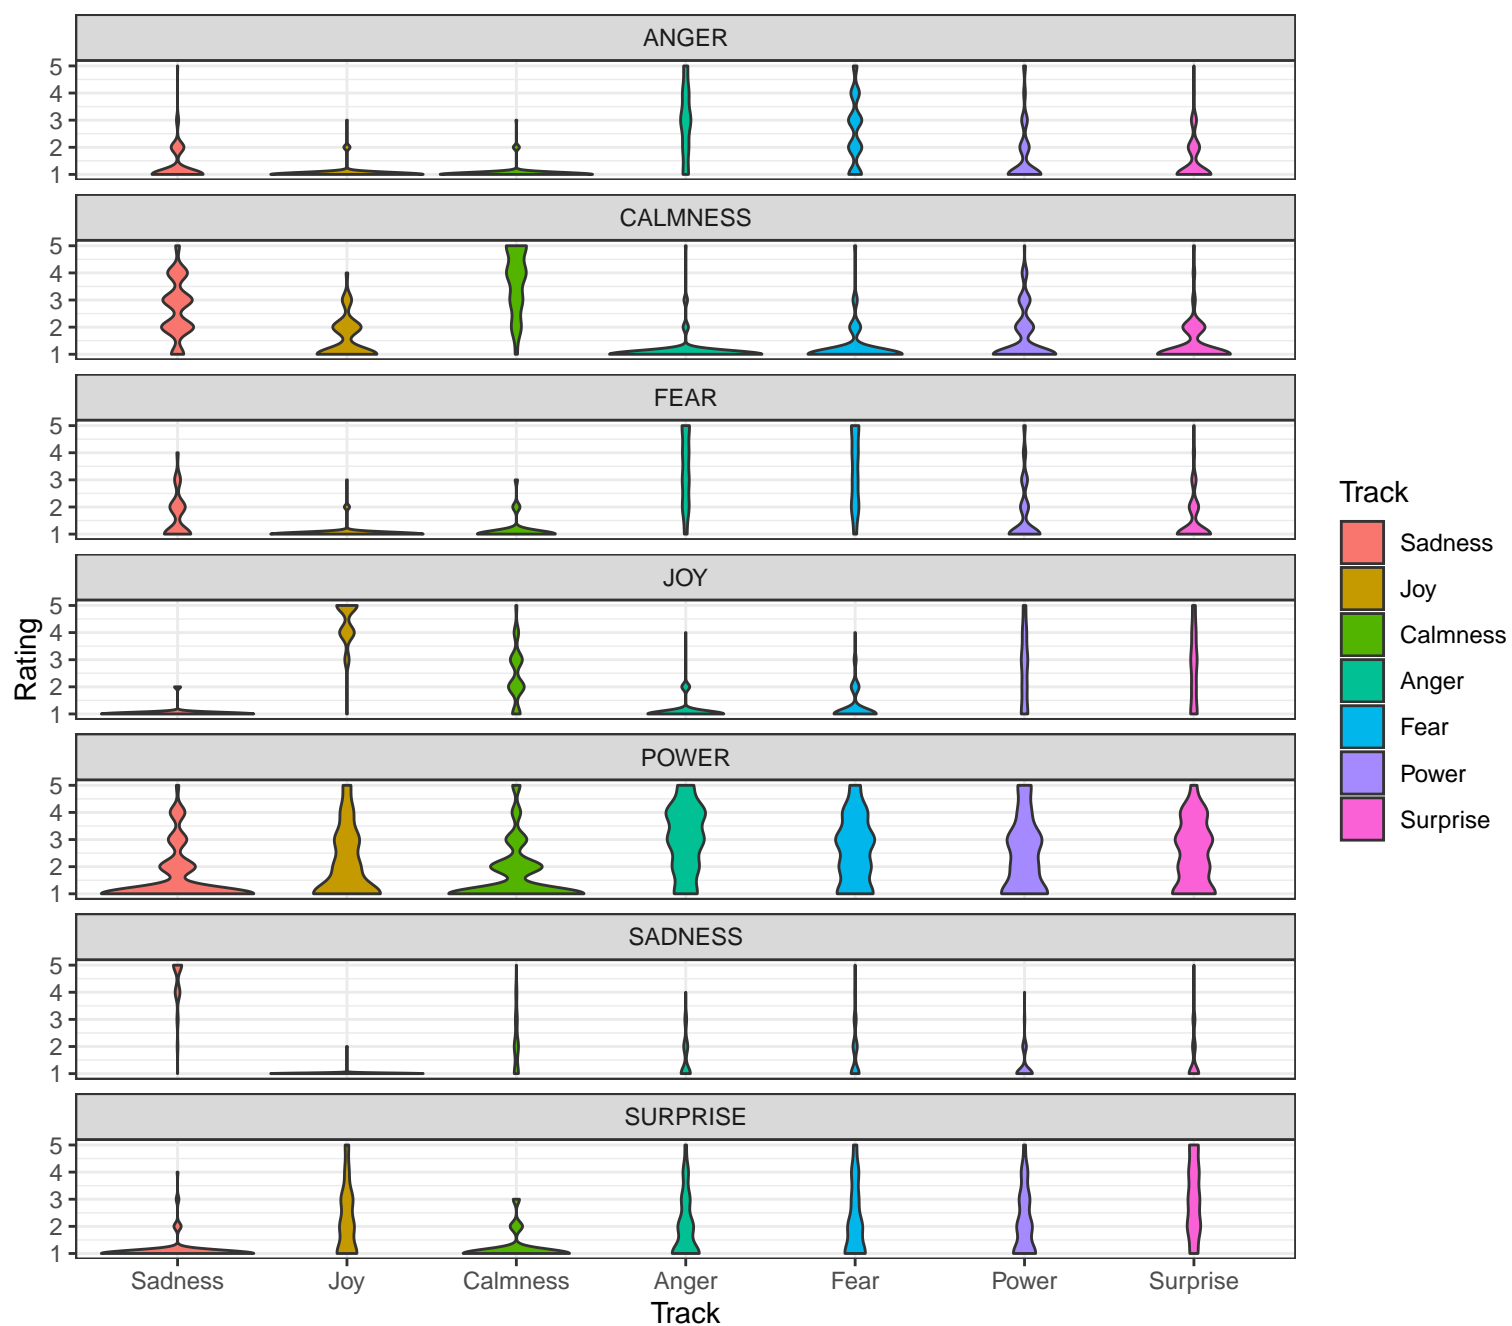 ANGER
5
4
3
2
1
CALMNESS
5
4
3
2
1
FEAR
5
4
3
2
1
JOY
5
4
3
2
1
POWER
5
4
3
2
1
SADNESS
5
4
3
2
1
SURPRISE
5
4
3
2
1
Sadness Joy Calmness Anger Fear Power Surprise
Track
Rating
Track
Sadness
Joy
Calmness
Anger
Fear
Power
Surprise